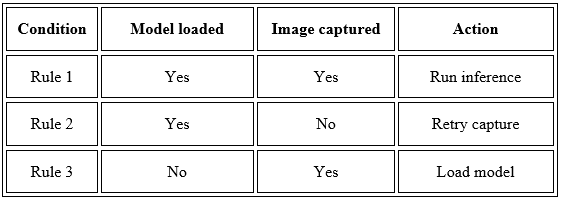 Condition Model loaded Image captured Action
Rule 1 Yes Yes Run inference
Rule 2 Yes No Retry capture
Rule 3 No Yes Load model